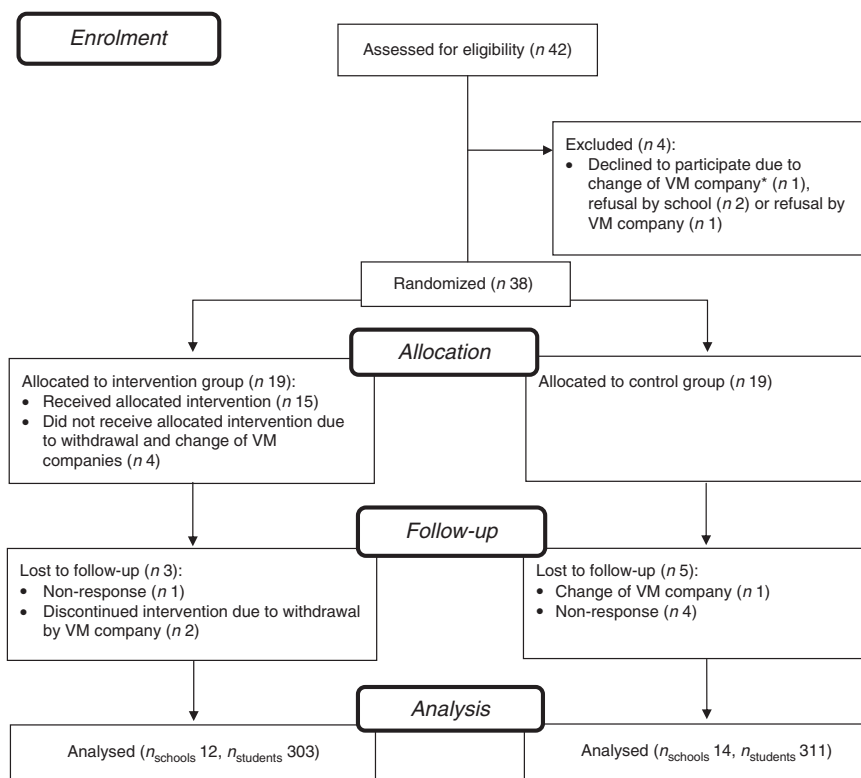 Enrolment
Assessed for eligibility (n 42)
Excluded (n 4):
• Declined to participate due to
change of VM company* (n 1),
refusal by school (n 2) or refusal by
VM company (n 1)
Randomized (n 38)
Allocation
Allocated to intervention group (n 19):
• Received allocated intervention (n 15)
• Did not receive allocated intervention due
to withdrawal and change of VM
companies (n 4)
Allocated to control group (n 19)
Follow-up
Lost to follow-up (n 3):
• Non-response (n 1)
• Discontinued intervention due to withdrawal
by VM company (n 2)
Lost to follow-up (n 5):
• Change of VM company (n 1)
• Non-response (n 4)
Analysis
Analysed (nschools 12, nstudents 303)
Analysed (nschools 14, nstudents 311)